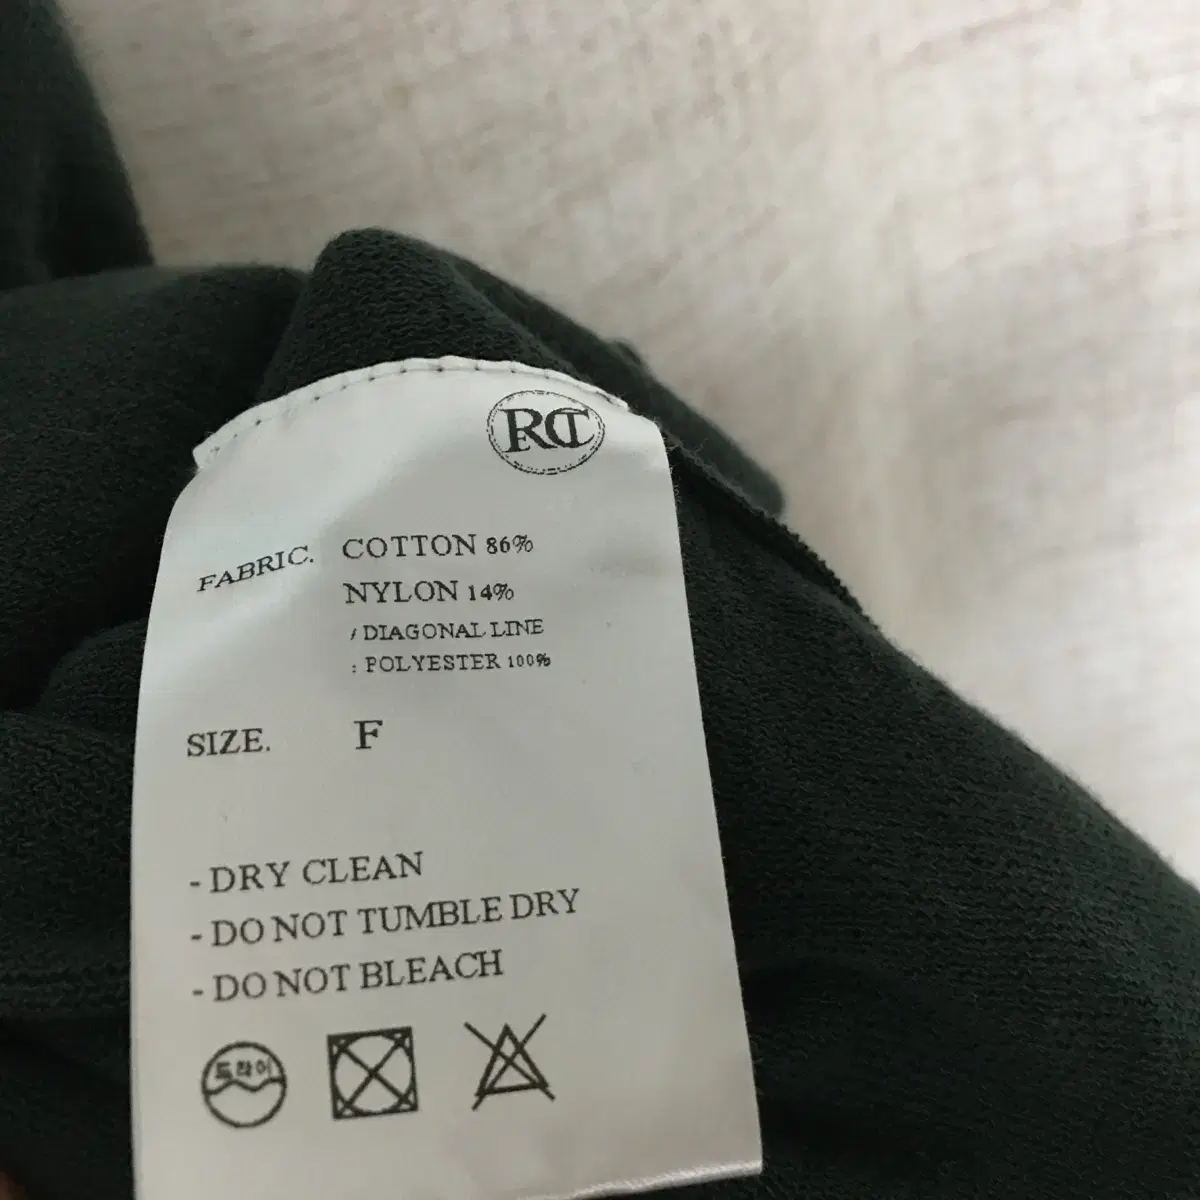 RCT
FABRIC. COTTON 86%
NYLON 14%
/ DIAGONAL LINE
: POLYESTER 100%
SIZE. F
- DRY CLEAN
- DO NOT TUMBLE DRY
- DO NOT BLEACH
드라이